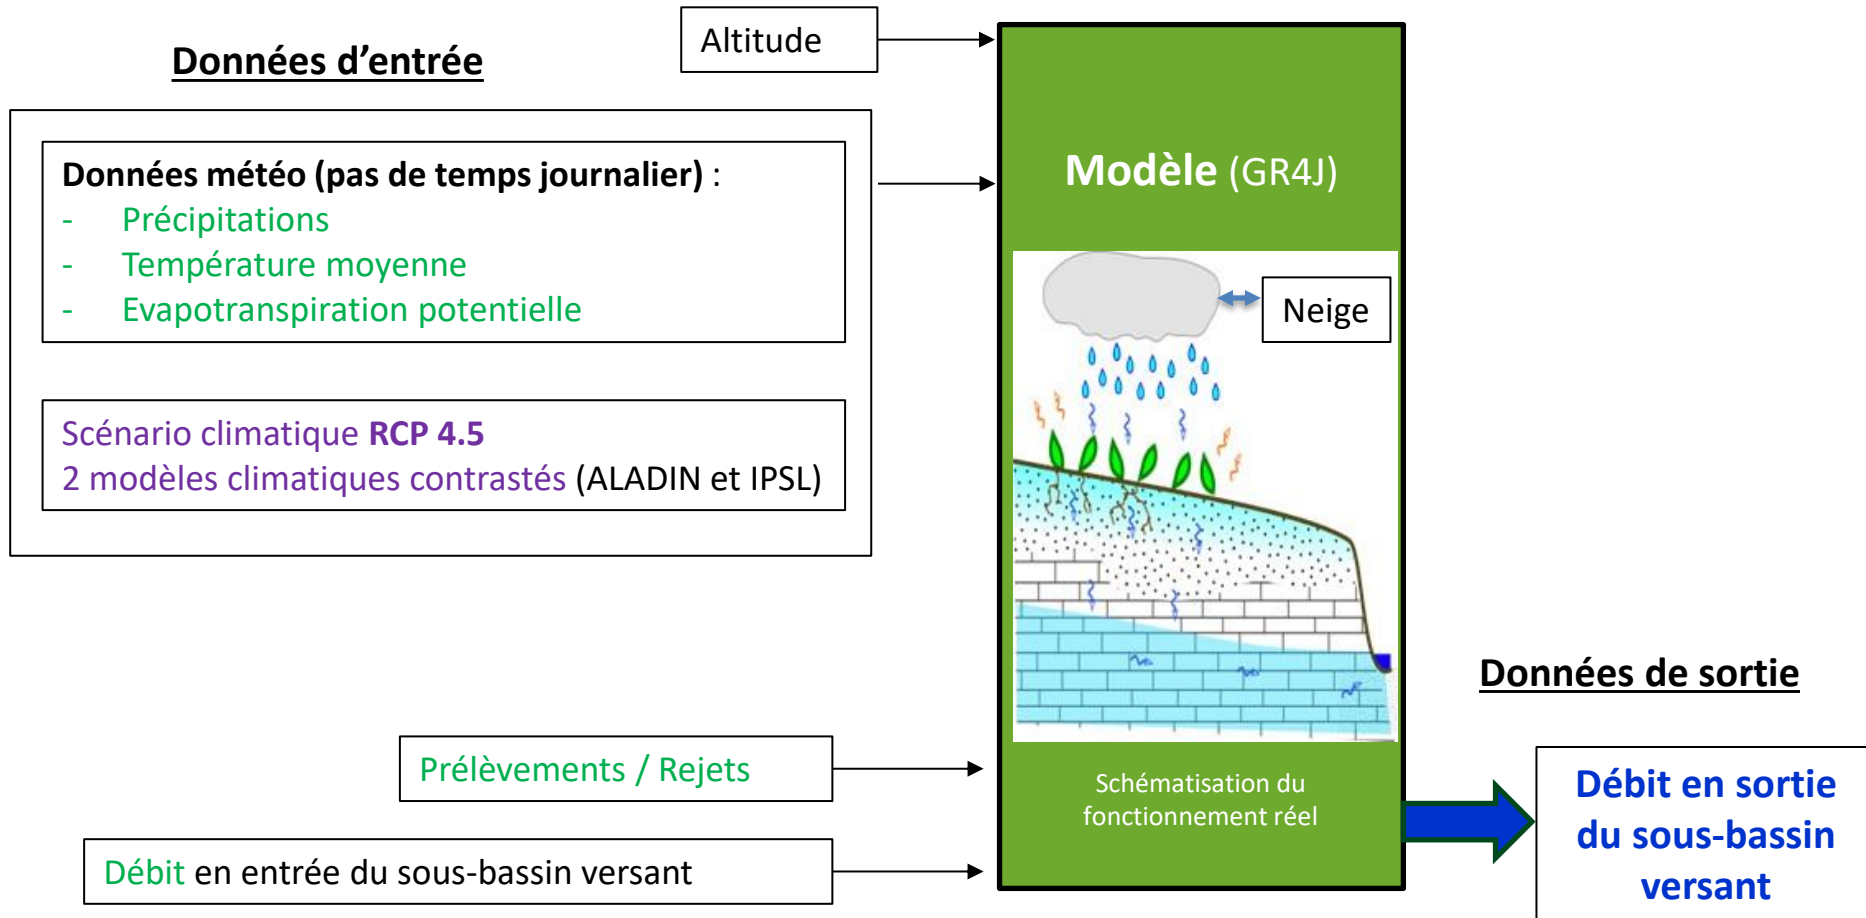 Données d’entrée
Altitude
Données météo (pas de temps journalier) :
- Précipitations
- Température moyenne
- Evapotranspiration potentielle
Scénario climatique RCP 4.5
2 modèles climatiques contrastés (ALADIN et IPSL)
Modèle (GR4J)
Neige
Prélèvements / Rejets
Débit en entrée du sous-bassin versant
Schématisation du
fonctionnement réel
Données de sortie
Débit en sortie
du sous-bassin
versant